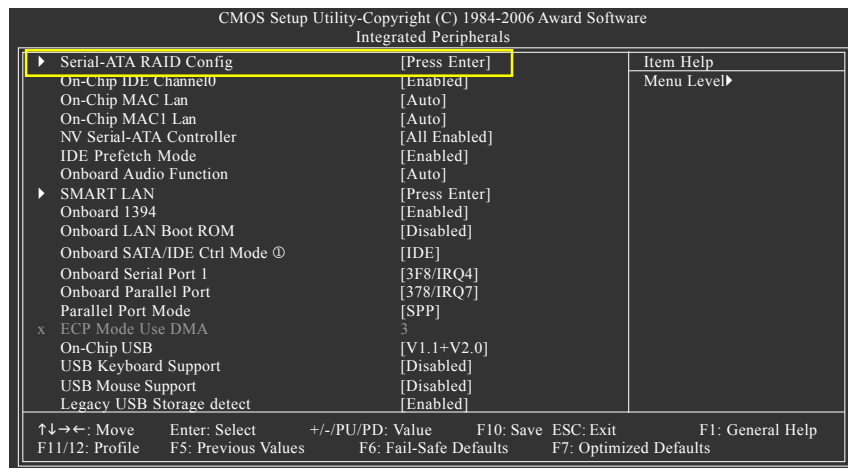 CMOS Setup Utility-Copyright (C) 1984-2006 Award Software
Integrated Peripherals
▶ Serial-ATA RAID Config [Press Enter] Item Help
On-Chip IDE Channel0 [Enabled] Menu Level▶
On-Chip MAC Lan [Auto]
On-Chip MAC1 Lan [Auto]
NV Serial-ATA Controller [All Enabled]
IDE Prefetch Mode [Enabled]
Onboard Audio Function [Auto]
▶ SMART LAN [Press Enter]
Onboard 1394 [Enabled]
Onboard LAN Boot ROM [Disabled]
Onboard SATA/IDE Ctrl Mode ① [IDE]
Onboard Serial Port 1 [3F8/IRQ4]
Onboard Parallel Port [378/IRQ7]
Parallel Port Mode [SPP]
x ECP Mode Use DMA 3
On-Chip USB [V1.1+V2.0]
USB Keyboard Support [Disabled]
USB Mouse Support [Disabled]
Legacy USB Storage detect [Enabled]
↑↓→←: Move Enter: Select +/-/PU/PD: Value F10: Save ESC: Exit F1: General Help
F11/12: Profile F5: Previous Values F6: Fail-Safe Defaults F7: Optimized Defaults